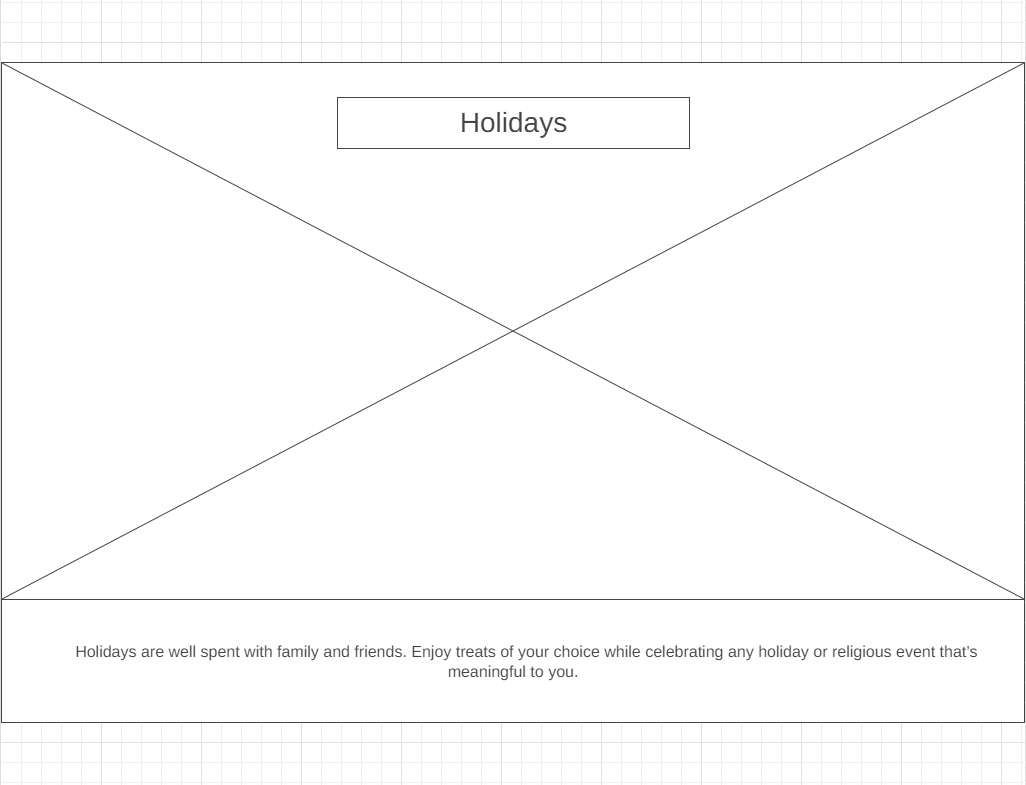 Holidays
Holidays are well spent with family and friends. Enjoy treats of your choice while celebrating any holiday or religious event that’s
meaningful to you.